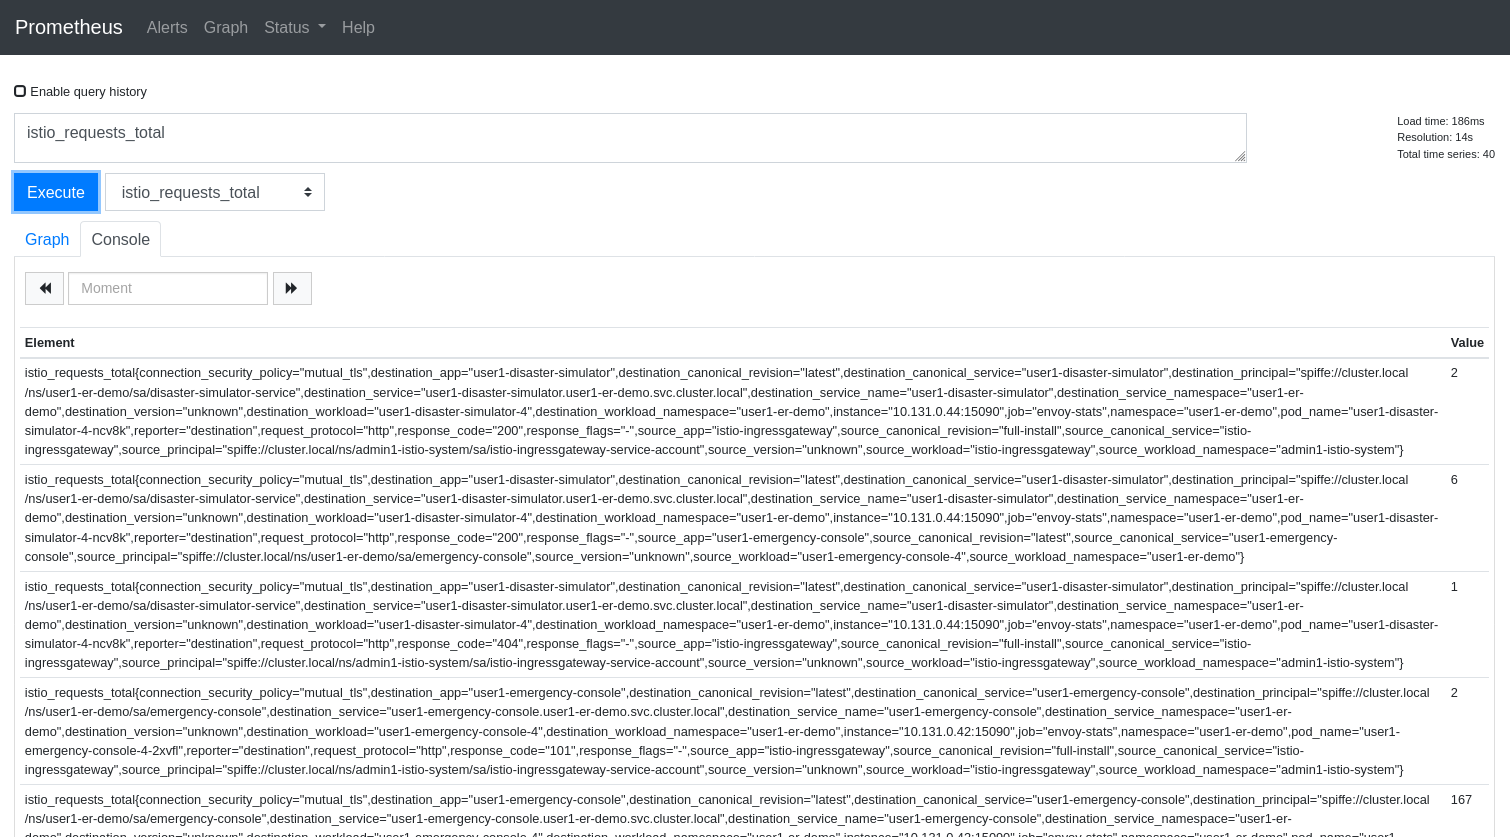 Prometheus Alerts Graph Status Help
Enable query history
istio_requests_total
Load time: 186ms
Resolution: 14s
Total time series: 40
Execute istio_requests_total
Graph Console
Moment
Element Value
istio_requests_total{connection_security_policy="mutual_tls",destination_app="user1-disaster-simulator",destination_canonical_revision="latest",destination_canonical_service="user1-disaster-simulator",destination_principal="spiffe://cluster.local 2
/ns/user1-er-demo/sa/disaster-simulator-service",destination_service="user1-disaster-simulator.user1-er-demo.svc.cluster.local",destination_service_name="user1-disaster-simulator",destination_service_namespace="user1-er-
demo",destination_version="unknown",destination_workload="user1-disaster-simulator-4",destination_workload_namespace="user1-er-demo",instance="10.131.0.44:15090",job="envoy-stats",namespace="user1-er-demo",pod_name="user1-disaster-
simulator-4-ncv8k",reporter="destination",request_protocol="http",response_code="200",response_flags="-",source_app="istio-ingressgateway",source_canonical_revision="full-install",source_canonical_service="istio-
ingressgateway",source_principal="spiffe://cluster.local/ns/admin1-istio-system/sa/istio-ingressgateway-service-account",source_version="unknown",source_workload="istio-ingressgateway",source_workload_namespace="admin1-istio-system"}
istio_requests_total{connection_security_policy="mutual_tls",destination_app="user1-disaster-simulator",destination_canonical_revision="latest",destination_canonical_service="user1-disaster-simulator",destination_principal="spiffe://cluster.local 6
/ns/user1-er-demo/sa/disaster-simulator-service",destination_service="user1-disaster-simulator.user1-er-demo.svc.cluster.local",destination_service_name="user1-disaster-simulator",destination_service_namespace="user1-er-
demo",destination_version="unknown",destination_workload="user1-disaster-simulator-4",destination_workload_namespace="user1-er-demo",instance="10.131.0.44:15090",job="envoy-stats",namespace="user1-er-demo",pod_name="user1-disaster-
simulator-4-ncv8k",reporter="destination",request_protocol="http",response_code="200",response_flags="-",source_app="user1-emergency-console",source_canonical_revision="latest",source_canonical_service="user1-emergency-
console",source_principal="spiffe://cluster.local/ns/user1-er-demo/sa/emergency-console",source_version="unknown",source_workload="user1-emergency-console-4",source_workload_namespace="user1-er-demo"}
istio_requests_total{connection_security_policy="mutual_tls",destination_app="user1-disaster-simulator",destination_canonical_revision="latest",destination_canonical_service="user1-disaster-simulator",destination_principal="spiffe://cluster.local 1
/ns/user1-er-demo/sa/disaster-simulator-service",destination_service="user1-disaster-simulator.user1-er-demo.svc.cluster.local",destination_service_name="user1-disaster-simulator",destination_service_namespace="user1-er-
demo",destination_version="unknown",destination_workload="user1-disaster-simulator-4",destination_workload_namespace="user1-er-demo",instance="10.131.0.44:15090",job="envoy-stats",namespace="user1-er-demo",pod_name="user1-disaster-
simulator-4-ncv8k",reporter="destination",request_protocol="http",response_code="404",response_flags="-",source_app="istio-ingressgateway",source_canonical_revision="full-install",source_canonical_service="istio-
ingressgateway",source_principal="spiffe://cluster.local/ns/admin1-istio-system/sa/istio-ingressgateway-service-account",source_version="unknown",source_workload="istio-ingressgateway",source_workload_namespace="admin1-istio-system"}
istio_requests_total{connection_security_policy="mutual_tls",destination_app="user1-emergency-console",destination_canonical_revision="latest",destination_canonical_service="user1-emergency-console",destination_principal="spiffe://cluster.local 2
/ns/user1-er-demo/sa/emergency-console",destination_service="user1-emergency-console.user1-er-demo.svc.cluster.local",destination_service_name="user1-emergency-console",destination_service_namespace="user1-er-
demo",destination_version="unknown",destination_workload="user1-emergency-console-4",destination_workload_namespace="user1-er-demo",instance="10.131.0.42:15090",job="envoy-stats",namespace="user1-er-demo",pod_name="user1-
emergency-console-4-2xvfl",reporter="destination",request_protocol="http",response_code="101",response_flags="-",source_app="istio-ingressgateway",source_canonical_revision="full-install",source_canonical_service="istio-
ingressgateway",source_principal="spiffe://cluster.local/ns/admin1-istio-system/sa/istio-ingressgateway-service-account",source_version="unknown",source_workload="istio-ingressgateway",source_workload_namespace="admin1-istio-system"}
istio_requests_total{connection_security_policy="mutual_tls",destination_app="user1-emergency-console",destination_canonical_revision="latest",destination_canonical_service="user1-emergency-console",destination_principal="spiffe://cluster.local 167
/ns/user1-er-demo/sa/emergency-console",destination_service="user1-emergency-console.user1-er-demo.svc.cluster.local",destination_service_name="user1-emergency-console",destination_service_namespace="user1-er-